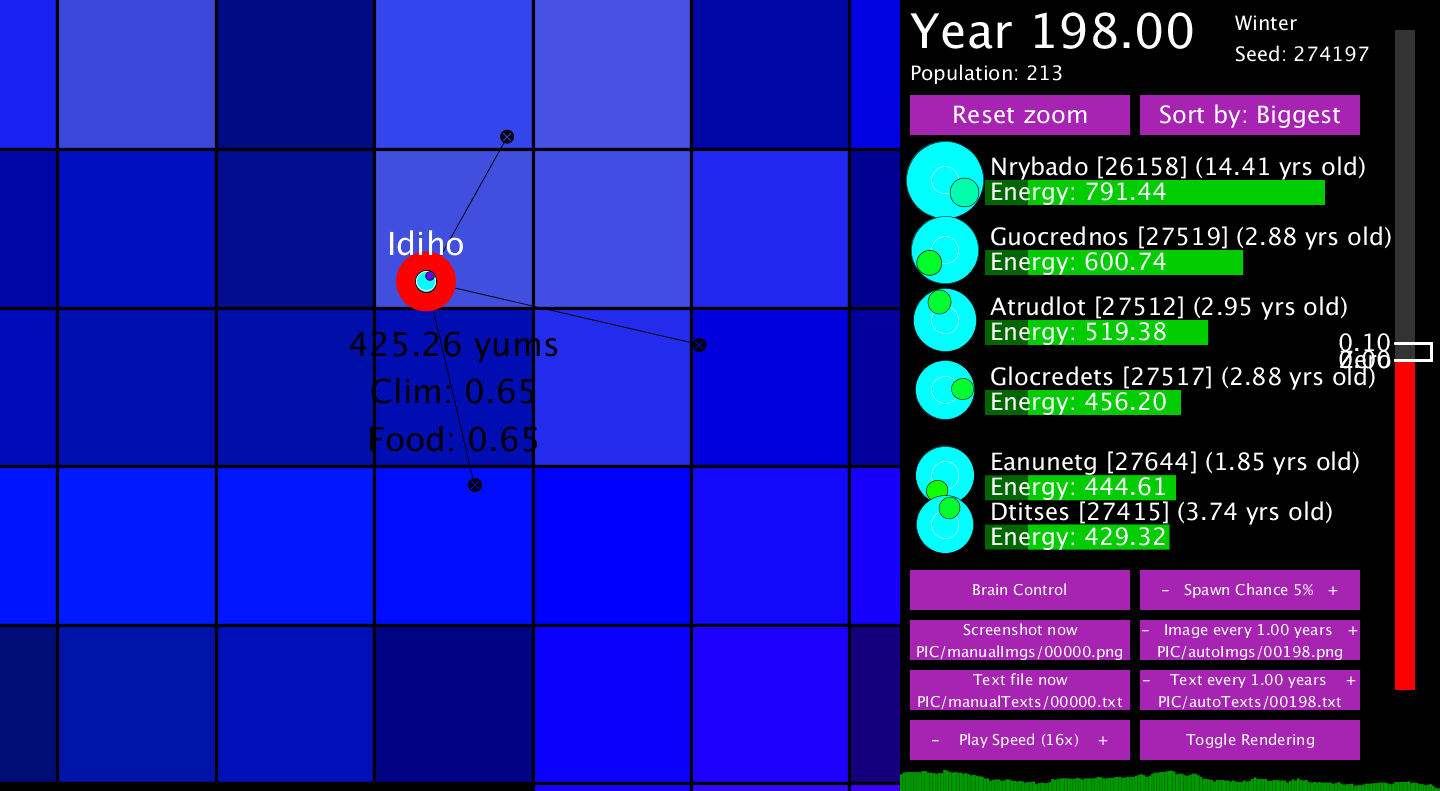 Idiho
425.26 yums
Clim: 0.65
Food: 0.65
Year 198.00
Winter
Seed: 274197
Population: 213
Reset zoom
Sort by: Biggest
Nrybado [26158] (14.41 yrs old)
Energy: 791.44
Guocrednos [27519] (2.88 yrs old)
Energy: 600.74
Atrudlot [27512] (2.95 yrs old)
Energy: 519.38
0.10
Zero
Glocredets [27517] (2.88 yrs old)
Energy: 456.20
Eanunetg [27644] (1.85 yrs old)
Energy: 444.61
Dtitses [27415] (3.74 yrs old)
Energy: 429.32
Brain Control
- Spawn Chance 5% +
Screenshot now
PIC/manualImgs/00000.png
- Image every 1.00 years +
PIC/autoImgs/00198.png
Text file now
PIC/manualTexts/00000.txt
- Text every 1.00 years +
PIC/autoTexts/00198.txt
- Play Speed (16x) +
Toggle Rendering